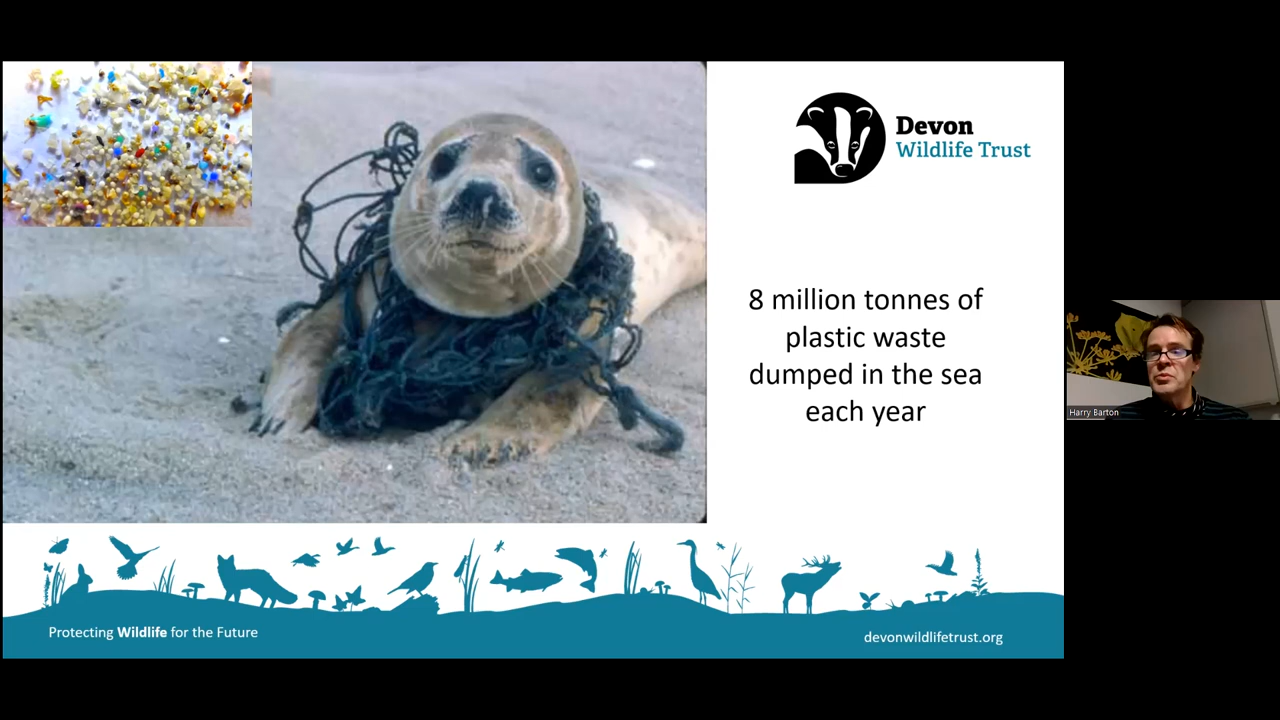 Devon
Wildlife Trust
8 million tonnes of
plastic waste
dumped in the sea
each year
Harry Barton
Protecting Wildlife for the Future
devonwildlifetrust.org